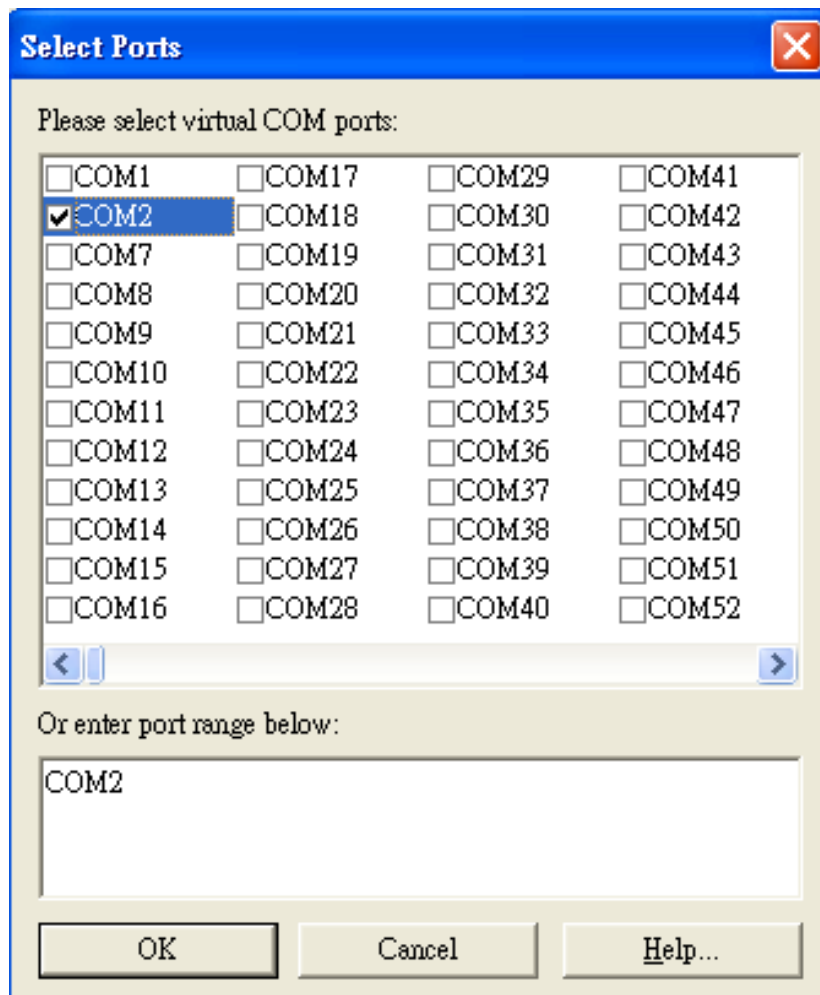 Select Ports
Please select virtual COM ports:
COM1 COM17 COM29 COM41
COM2 COM18 COM30 COM42
COM7 COM19 COM31 COM43
COM8 COM20 COM32 COM44
COM9 COM21 COM33 COM45
COM10 COM22 COM34 COM46
COM11 COM23 COM35 COM47
COM12 COM24 COM36 COM48
COM13 COM25 COM37 COM49
COM14 COM26 COM38 COM50
COM15 COM27 COM39 COM51
COM16 COM28 COM40 COM52
Or enter port range below:
COM2
OK Cancel Help...